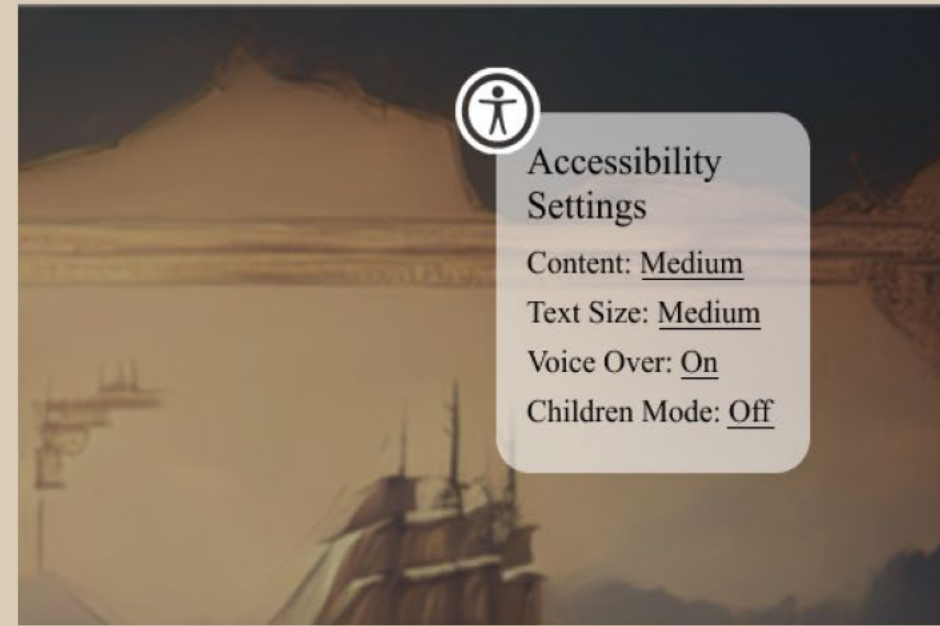 Accessibility
Settings
Content: Medium
Text Size: Medium
Voice Over: On
Children Mode: Off